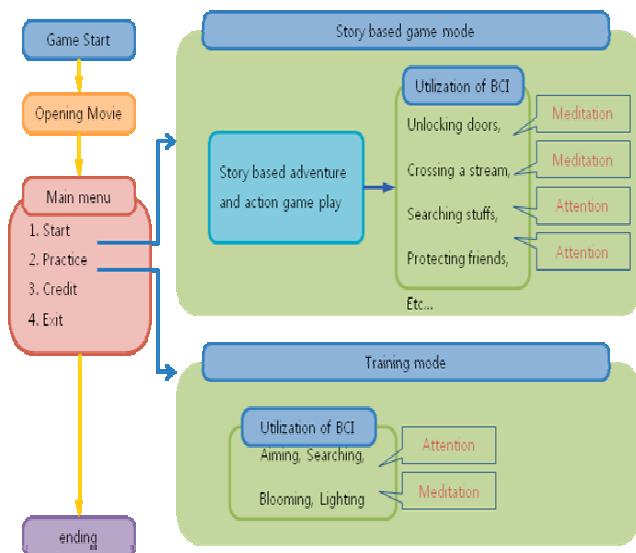 Game Start
Opening Movie
Main menu
1. Start
2. Practice
3. Credit
4. Exit
ending
Story based game mode
Story based adventure
and action game play
Utilization of BCI
Unlocking doors,
Meditation
Crossing a stream,
Meditation
Searching stuffs,
Attention
Protecting friends,
Attention
Etc...
Training mode
Utilization of BCI
Aiming, Searching,
Attention
Blooming, Lighting
Meditation